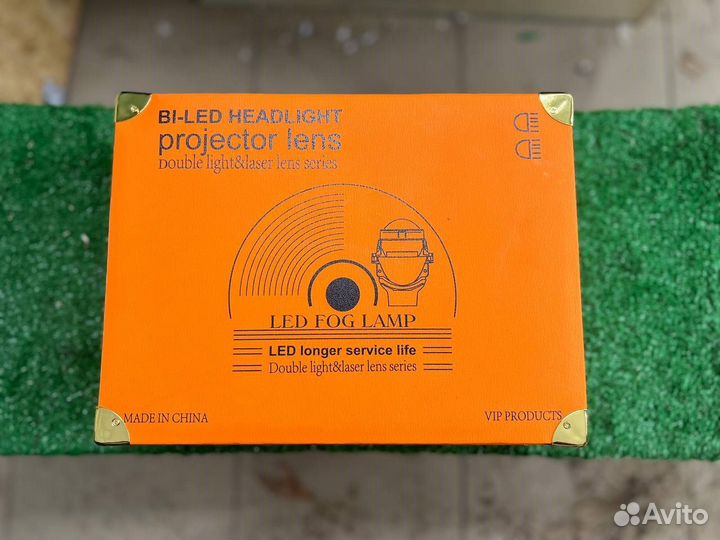 BI-LED HEADLIGHT
projector lens
Double light&laser lens series
LED FOG LAMP
LED longer service life
Double light&laser lens series
MADE IN CHINA
VIP PRODUCTS
Avito